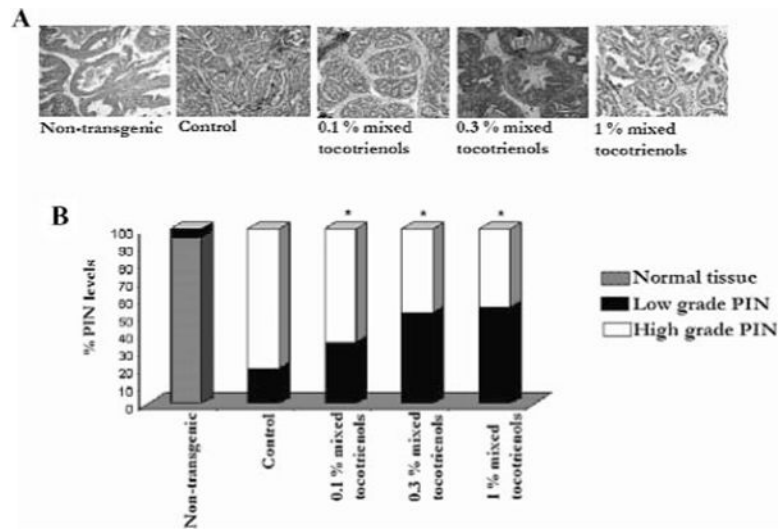 A
Non-transgenic
Control
0.1 % mixed
tocotrienols
0.3 % mixed
tocotrienols
1 % mixed
tocotrienols
B
* * *
% PIN levels
100
90
80
70
60
50
40
30
20
10
0
Non-transgenic
Control
0.1 % mixed
tocotrienols
0.3 % mixed
tocotrienols
1 % mixed
tocotrienols
Normal tissue
Low grade PIN
High grade PIN